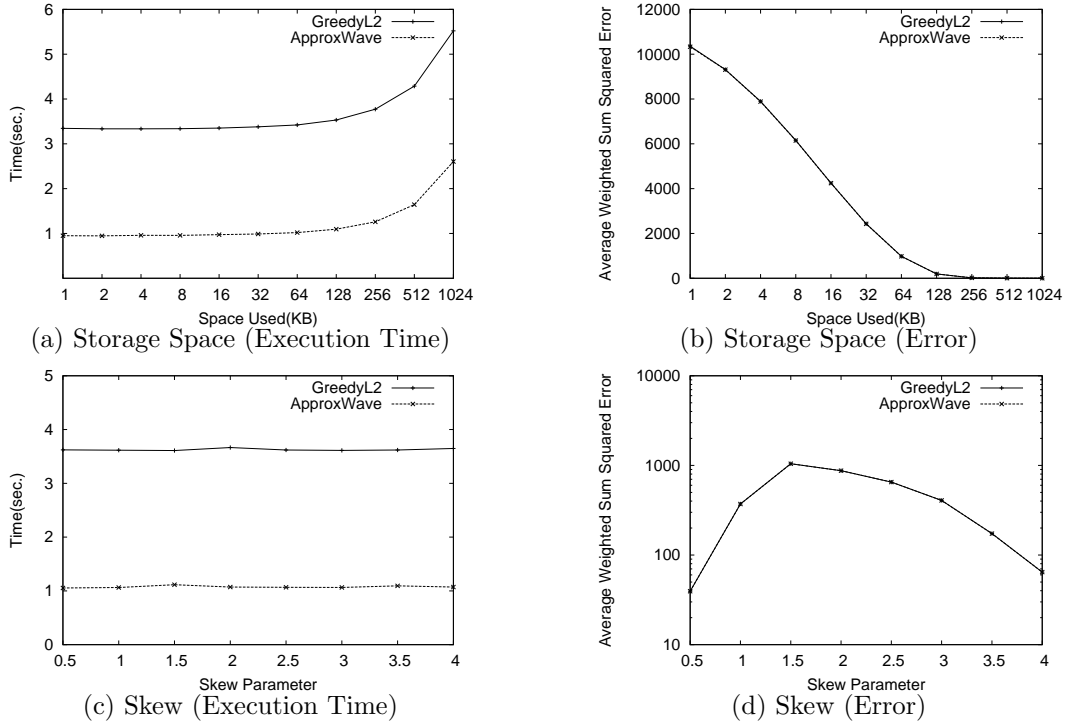 GreedyL2
ApproxWave
Time(sec.)
6
5
4
3
2
1
1 2 4 8 16 32 64 128 256 512 1024
Space Used(KB)
(a) Storage Space (Execution Time)
GreedyL2
ApproxWave
Average Weighted Sum Squared Error
12000
10000
8000
6000
4000
2000
0
1 2 4 8 16 32 64 128 256 512 1024
Space Used(KB)
(b) Storage Space (Error)
GreedyL2
ApproxWave
Time(sec.)
5
4
3
2
1
0
0.5 1 1.5 2 2.5 3 3.5 4
Skew Parameter
(c) Skew (Execution Time)
GreedyL2
ApproxWave
Average Weighted Sum Squared Error
10000
1000
100
10
0.5 1 1.5 2 2.5 3 3.5 4
Skew Parameter
(d) Skew (Error)